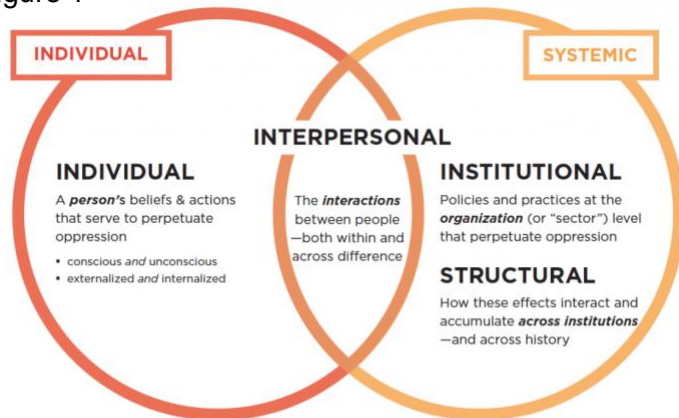 INDIVIDUAL
SYSTEMIC
INTERPERSONAL
INDIVIDUAL
A person's beliefs & actions
that serve to perpetuate
oppression
▪ conscious and unconscious
▪ externalized and internalized
The interactions
between people
—both within and
across difference
INSTITUTIONAL
Policies and practices at the
organization (or “sector”) level
that perpetuate oppression
STRUCTURAL
How these effects interact and
accumulate across institutions
—and across history